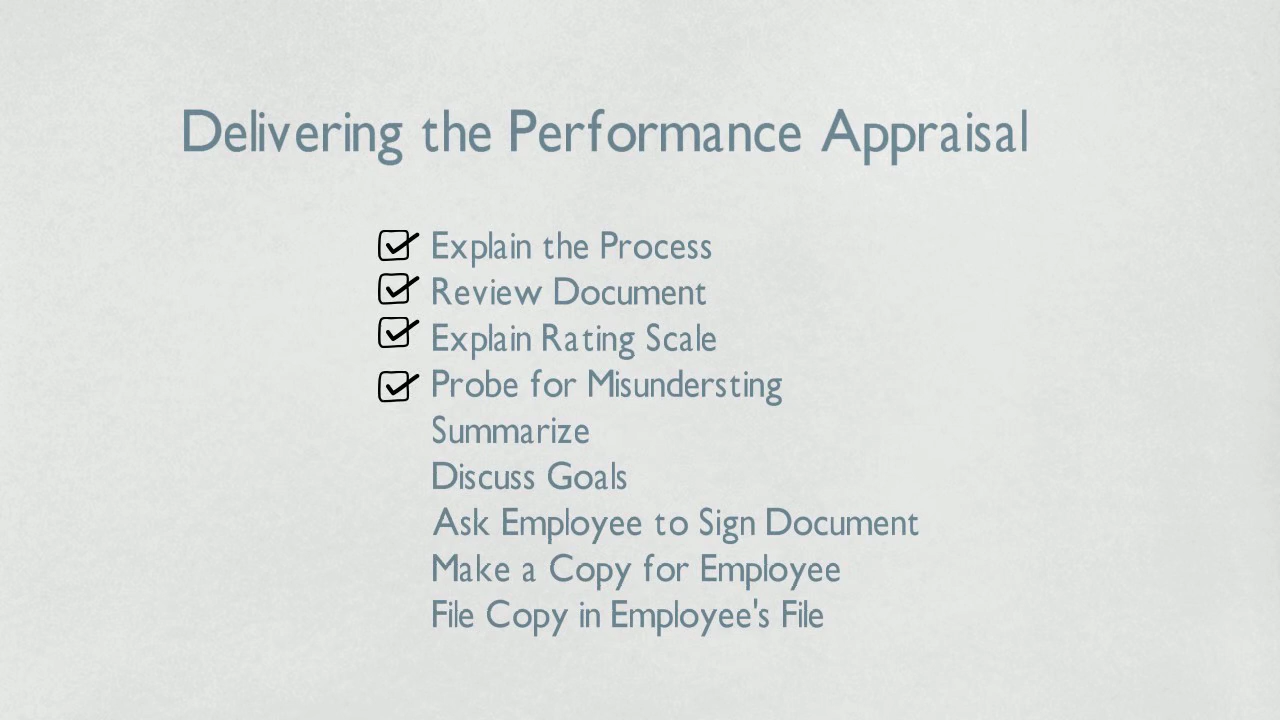 Delivering the Performance Appraisal
Explain the Process
Review Document
Explain Rating Scale
Probe for Misundersting
Summarize
Discuss Goals
Ask Employee to Sign Document
Make a Copy for Employee
File Copy in Employee's File